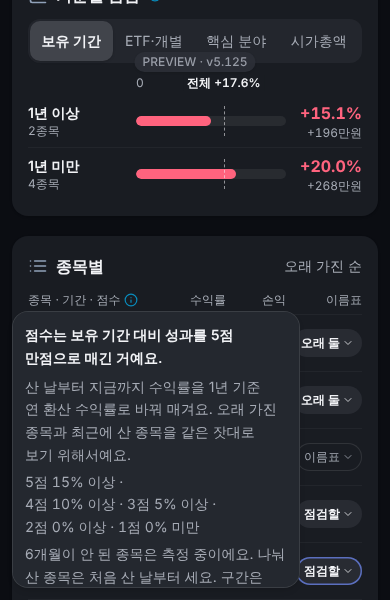 보유 기간 ETF·개별 핵심 분야 시가총액
PREVIEW · v5.125
0 전체 +17.6%
1년 이상 +15.1%
2종목 +196만원
1년 미만 +20.0%
4종목 +268만원
종목별 오래 가진 순
종목 · 기간 · 점수 수익률 손익 이름표
점수는 보유 기간 대비 성과를 5점
만점으로 매긴 거예요.
오래 둘
산 날부터 지금까지 수익률을 1년 기준
연 환산 수익률로 바꿔 매겨요. 오래 가진
오래 둘
종목과 최근에 산 종목을 같은 잣대로
보기 위해서예요.
이름표
5점 15% 이상 ·
4점 10% 이상 · 3점 5% 이상 ·
점검할
2점 0% 이상 · 1점 0% 미만
6개월이 안 된 종목은 측정 중이에요. 나눠
산 종목은 처음 산 날부터 세요. 구간은
점검할